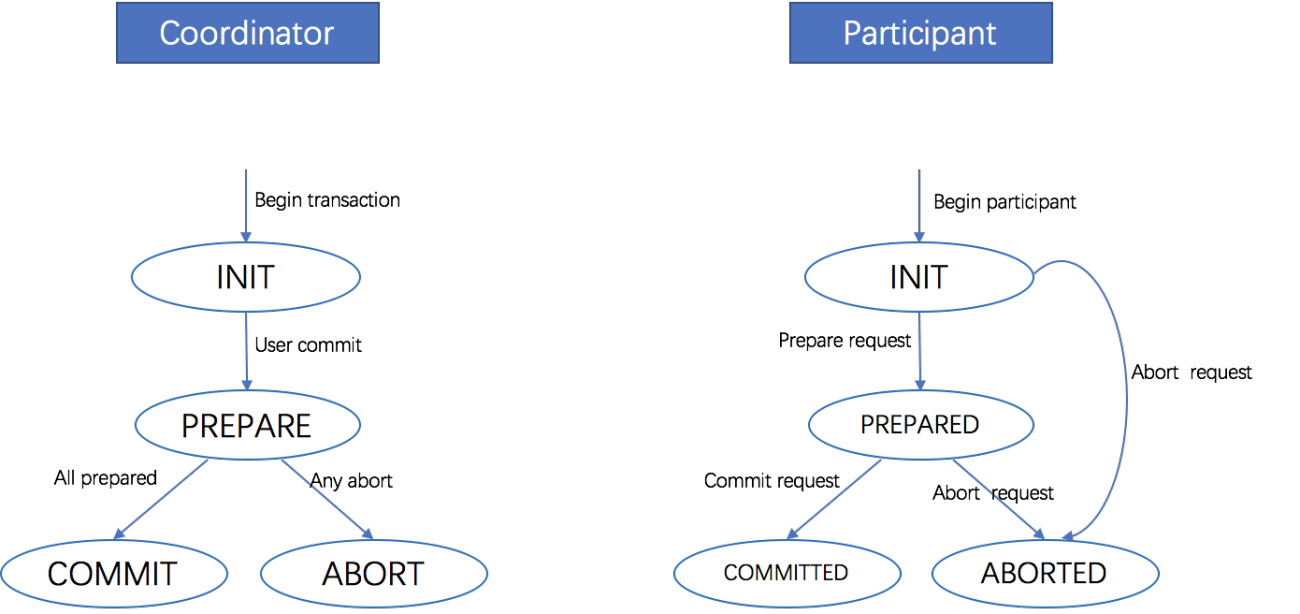 Coordinator
Begin transaction
INIT
User commit
PREPARE
All prepared
Any abort
COMMIT
ABORT
Participant
Begin participant
INIT
Prepare request
Abort request
PREPARED
Commit request
Abort request
COMMITTED
ABORTED